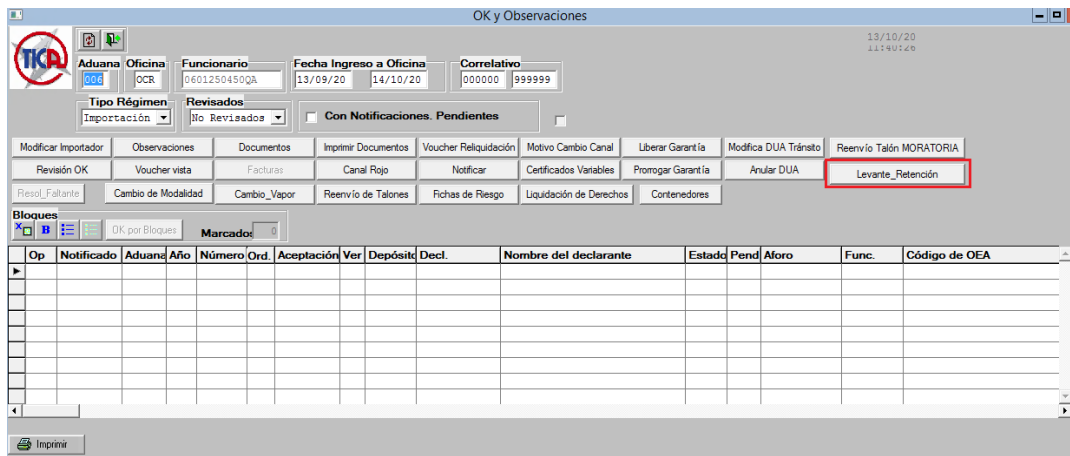 OK y Observaciones
TICA
13/10/20
11:40:26
Aduana Oficina Funcionario Fecha Ingreso a Oficina Correlativo
006 OCR 0601250450QA 13/09/20 14/10/20 000000 999999
Tipo Régimen Revisados
Importación No Revisados Con Notificaciones. Pendientes
Modificar Importador Observaciones Documentos Imprimir Documentos Voucher Reliquidación Motivo Cambio Canal Liberar Garantía Modifica DUA Tránsito Reenvío Talón MORATORIA
Revisión OK Voucher vista Facturas Canal Rojo Notificar Certificados Variables Prorrogar Garantía Anular DUA Levante_Retención
Resol_Faltante Cambio de Modalidad Cambio_Vapor Reenvío de Talones Fichas de Riesgo Liquidación de Derechos Contenedores
Bloques
B OK por Bloques Marcados 0
Op Notificado Aduana Año Número Ord. Aceptación Ver Depósito Decl. Nombre del declarante Estado Pend Aforo Func. Código de OEA
Imprimir